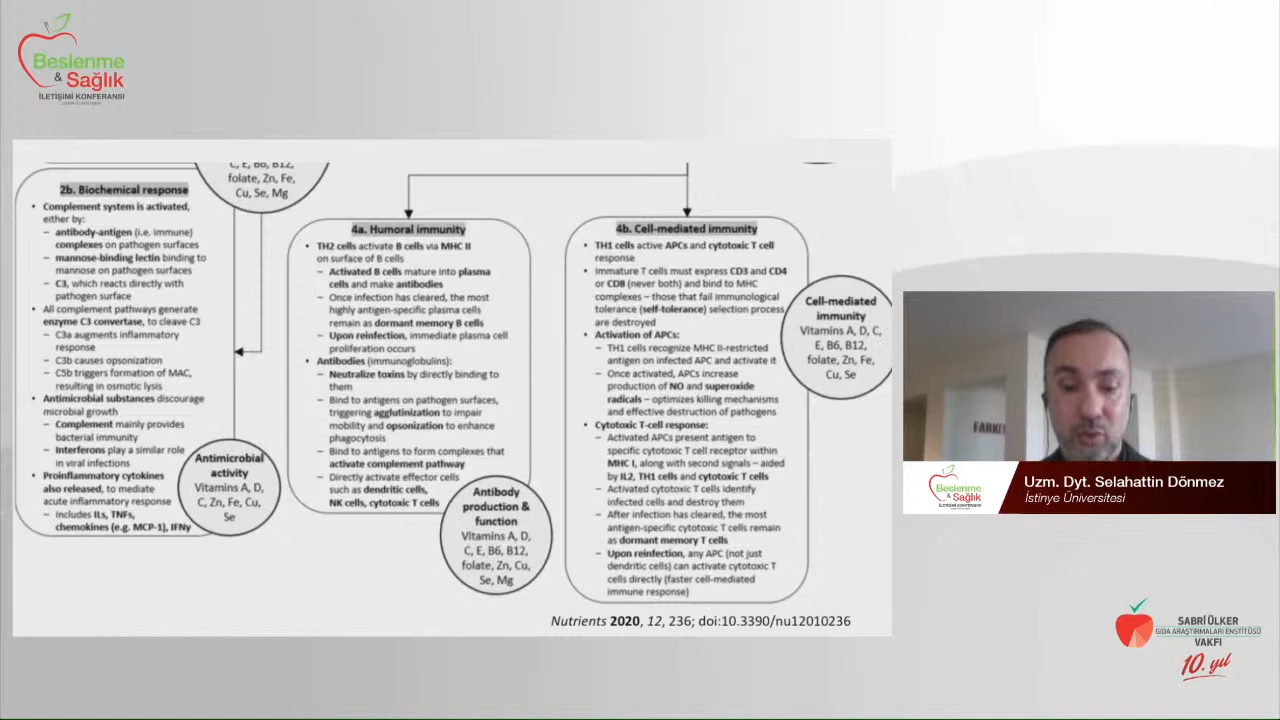 Beslenme
& Sağlık
İLETİŞİMİ KONFERANSI
C, E, B6, B12,
folate, Zn, Fe,
Cu, Se, Mg
2b. Biochemical response
• Complement system is activated,
either by:
– antibody-antigen (i.e. immune)
complexes on pathogen surfaces
– mannose-binding lectin binding to
mannose on pathogen surfaces
– C3, which reacts directly with
pathogen surface
• All complement pathways generate
enzyme C3 convertase, to cleave C3
– C3a augments inflammatory
response
– C3b causes opsonization
– C5b triggers formation of MAC,
resulting in osmotic lysis
• Antimicrobial substances discourage
microbial growth
– Complement mainly provides
bacterial immunity
– Interferons play a similar role
in viral infections
• Proinflammatory cytokines
also released, to mediate
acute inflammatory response
– Includes ILs, TNFs,
chemokines (e.g. MCP-1), IFNγ
Antimicrobial
activity
Vitamins A, D,
C, Zn, Fe, Cu,
Se
4a. Humoral immunity
• TH2 cells activate B cells via MHC II
on surface of B cells
– Activated B cells mature into plasma
cells and make antibodies
– Once infection has cleared, the most
highly antigen-specific plasma cells
remain as dormant memory B cells
– Upon reinfection, immediate plasma cell
proliferation occurs
• Antibodies (immunoglobulins):
– Neutralize toxins by directly binding to
them
– Bind to antigens on pathogen surfaces,
triggering agglutinization to impair
mobility and opsonization to enhance
phagocytosis
– Bind to antigens to form complexes that
activate complement pathway
– Directly activate effector cells
such as dendritic cells,
NK cells, cytotoxic T cells
Antibody
production &
function
Vitamins A, D,
C, E, B6, B12,
folate, Zn, Cu,
Se, Mg
4b. Cell-mediated immunity
• TH1 cells active APCs and cytotoxic T cell
response
• Immature T cells must express CD3 and CD4
or CD8 (never both) and bind to MHC
complexes – those that fail immunological
tolerance (self-tolerance) selection process
are destroyed
• Activation of APCs:
– TH1 cells recognize MHC II-restricted
antigen on infected APC and activate it
– Once activated, APCs increase
production of NO and superoxide
radicals – optimizes killing mechanisms
and effective destruction of pathogens
• Cytotoxic T-cell response:
– Activated APCs present antigen to
specific cytotoxic T cell receptor within
MHC I, along with second signals – aided
by IL2, TH1 cells and cytotoxic T cells
– Activated cytotoxic T cells identify
infected cells and destroy them
– After infection has cleared, the most
antigen-specific cytotoxic T cells remain
as dormant memory T cells
– Upon reinfection, any APC (not just
dendritic cells) can activate cytotoxic T
cells directly (faster cell-mediated
immune response)
Cell-mediated
immunity
Vitamins A, D, C,
E, B6, B12,
folate, Zn, Fe,
Cu, Se
Nutrients 2020, 12, 236; doi:10.3390/nu12010236
FARKI
Beslenme
& Sağlık
İLETİŞİMİ KONFERANSI
Uzm. Dyt. Selahattin Dönmez
İstinye Üniversitesi
SABRİ ÜLKER
GIDA ARAŞTIRMALARI ENSTİTÜSÜ
VAKFI
10. yıl